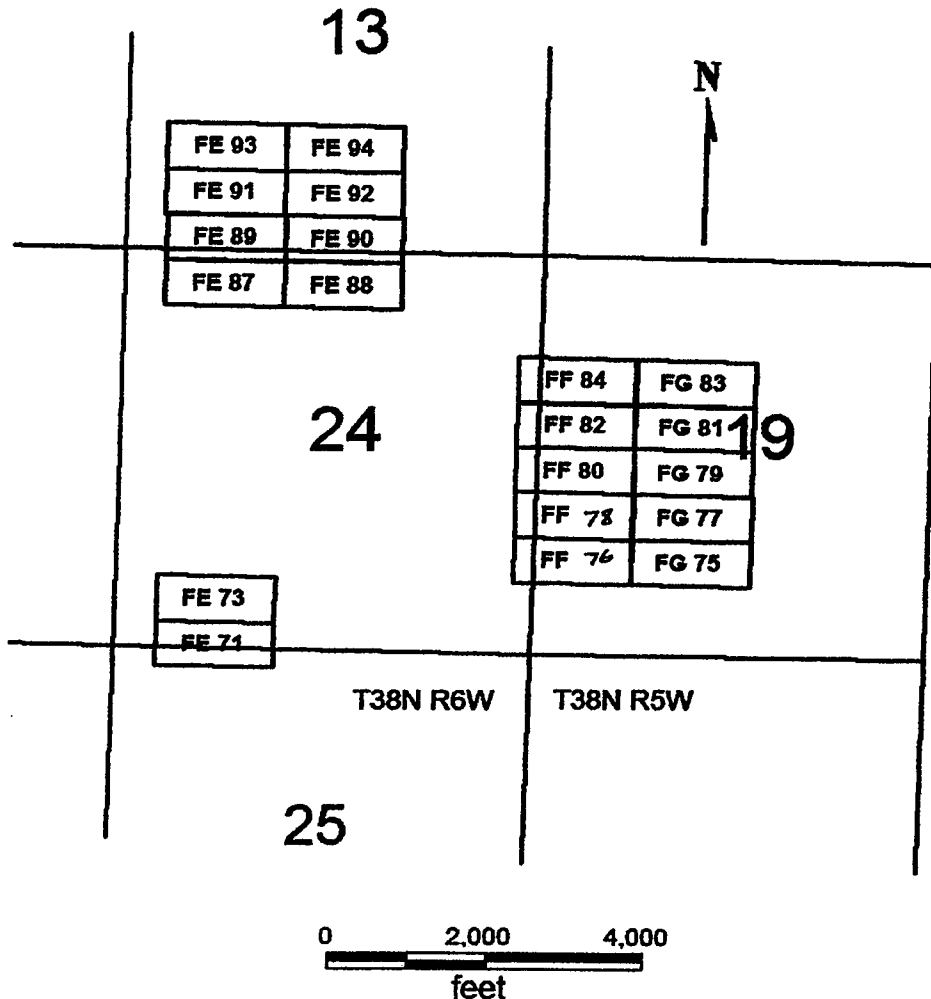 13
N
FE 93 FE 94
FE 91 FE 92
FE 89 FE 90
FE 87 FE 88
FF 84 FG 83
24
FF 82 FG 81 19
FF 80 FG 79
FF 78 FG 77
FF 76 FG 75
FE 73
FE 71
T38N R6W T38N R5W
25
0 2,000 4,000
feet